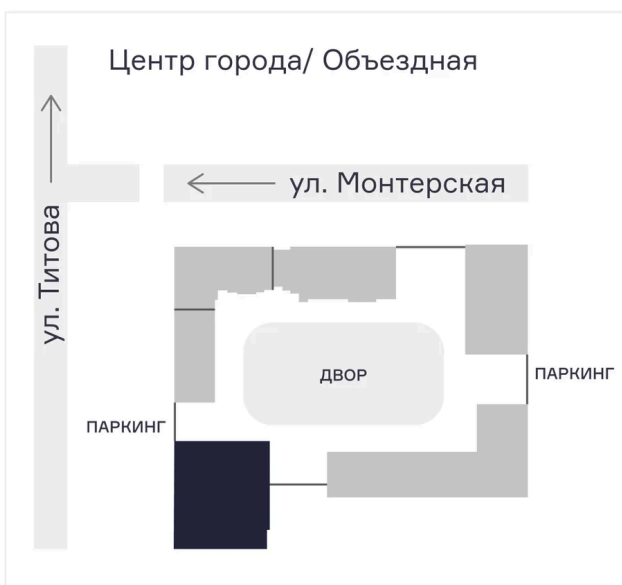 Центр города/ Объездная
ул. Монтерская
ул. Титова
ДВОР
ПАРКИНГ
ПАРКИНГ